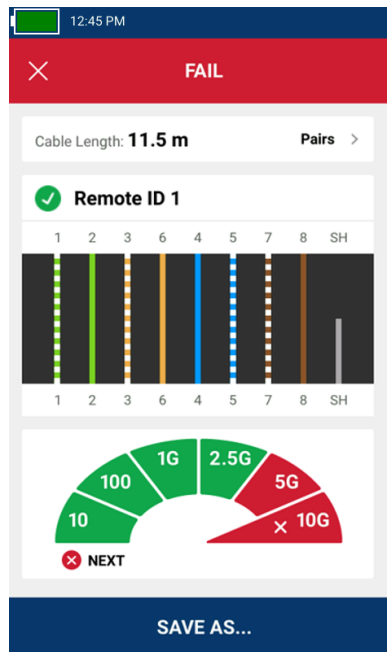 12:45 PM
FAIL
Cable Length: 11.5 m Pairs >
Remote ID 1
1 2 3 6 4 5 7 8 SH
1 2 3 6 4 5 7 8 SH
10 100 1G 2.5G 5G 10G
NEXT
SAVE AS...